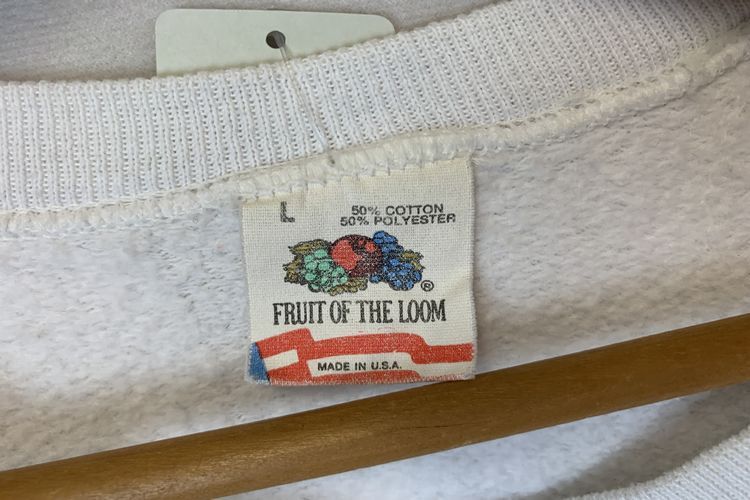 L
50% COTTON
50% POLYESTER
®
FRUIT OF THE LOOM
MADE IN U.S.A.